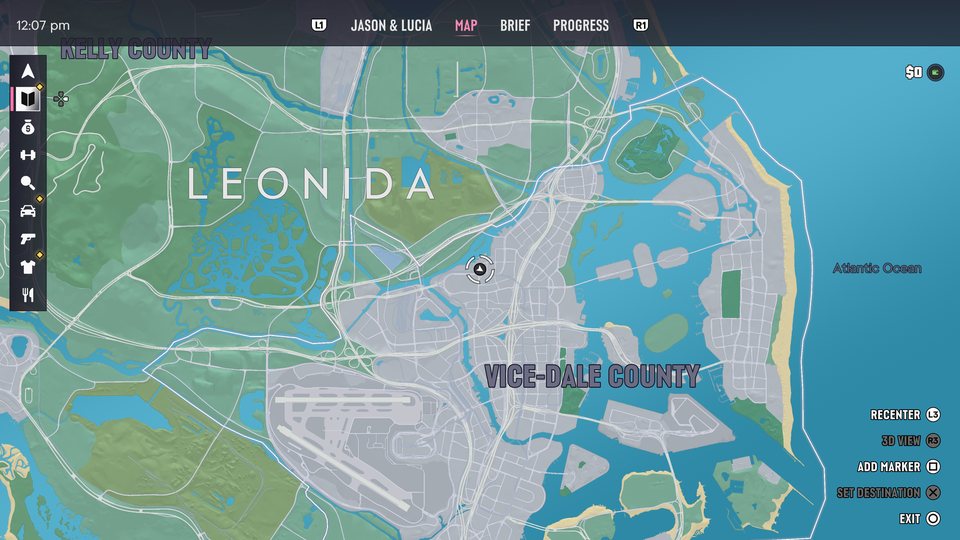 12:07 pm
L1
JASON & LUCIA
MAP
BRIEF
PROGRESS
R1
KELLY COUNTY
$0
LEONIDA
Atlantic Ocean
VICE-DALE COUNTY
RECENTER L3
3D VIEW R3
ADD MARKER
SET DESTINATION
EXIT